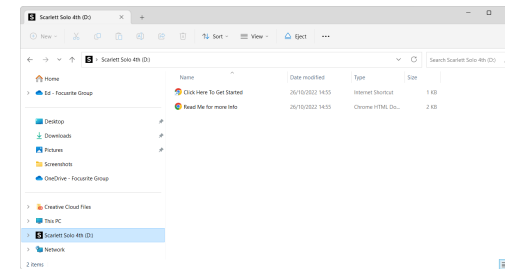 Scarlett Solo 4th (D:)
New
Sort
View
Eject
Scarlett Solo 4th (D:)
Search Scarlett Solo 4th (D:)
Home
Ed - Focusrite Group
Desktop
Downloads
Pictures
Screenshots
OneDrive - Focusrite Group
Creative Cloud Files
This PC
Scarlett Solo 4th (D:)
Network
Name Date modified Type Size
Click Here To Get Started 26/10/2022 14:55 Internet Shortcut 1 KB
Read Me for more info 26/10/2022 14:55 Chrome HTML Do... 2 KB
2 items